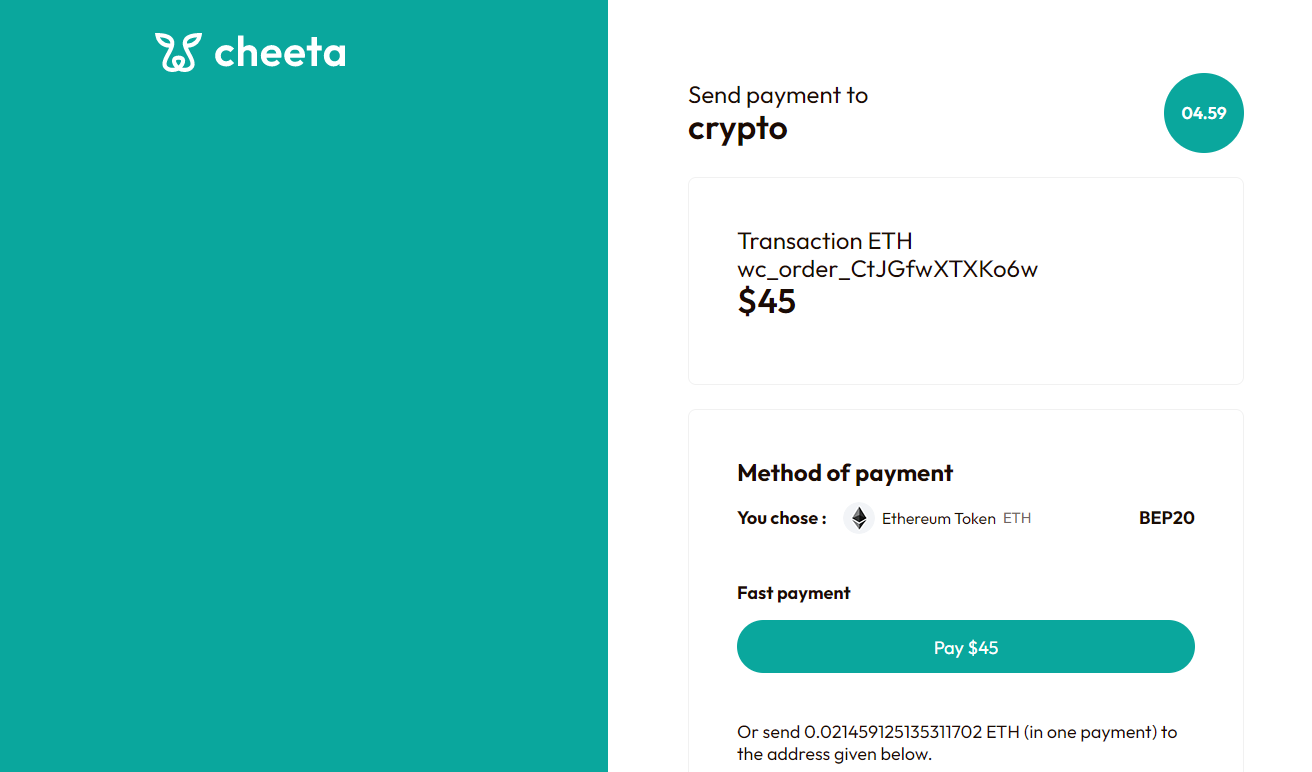 cheeta
Send payment to
crypto
04.59
Transaction ETH
wc_order_CtJGfwXTXKo6w
$45
Method of payment
You chose : Ethereum Token ETH BEP20
Fast payment
Pay $45
Or send 0.021459125135311702 ETH (in one payment) to
the address given below.